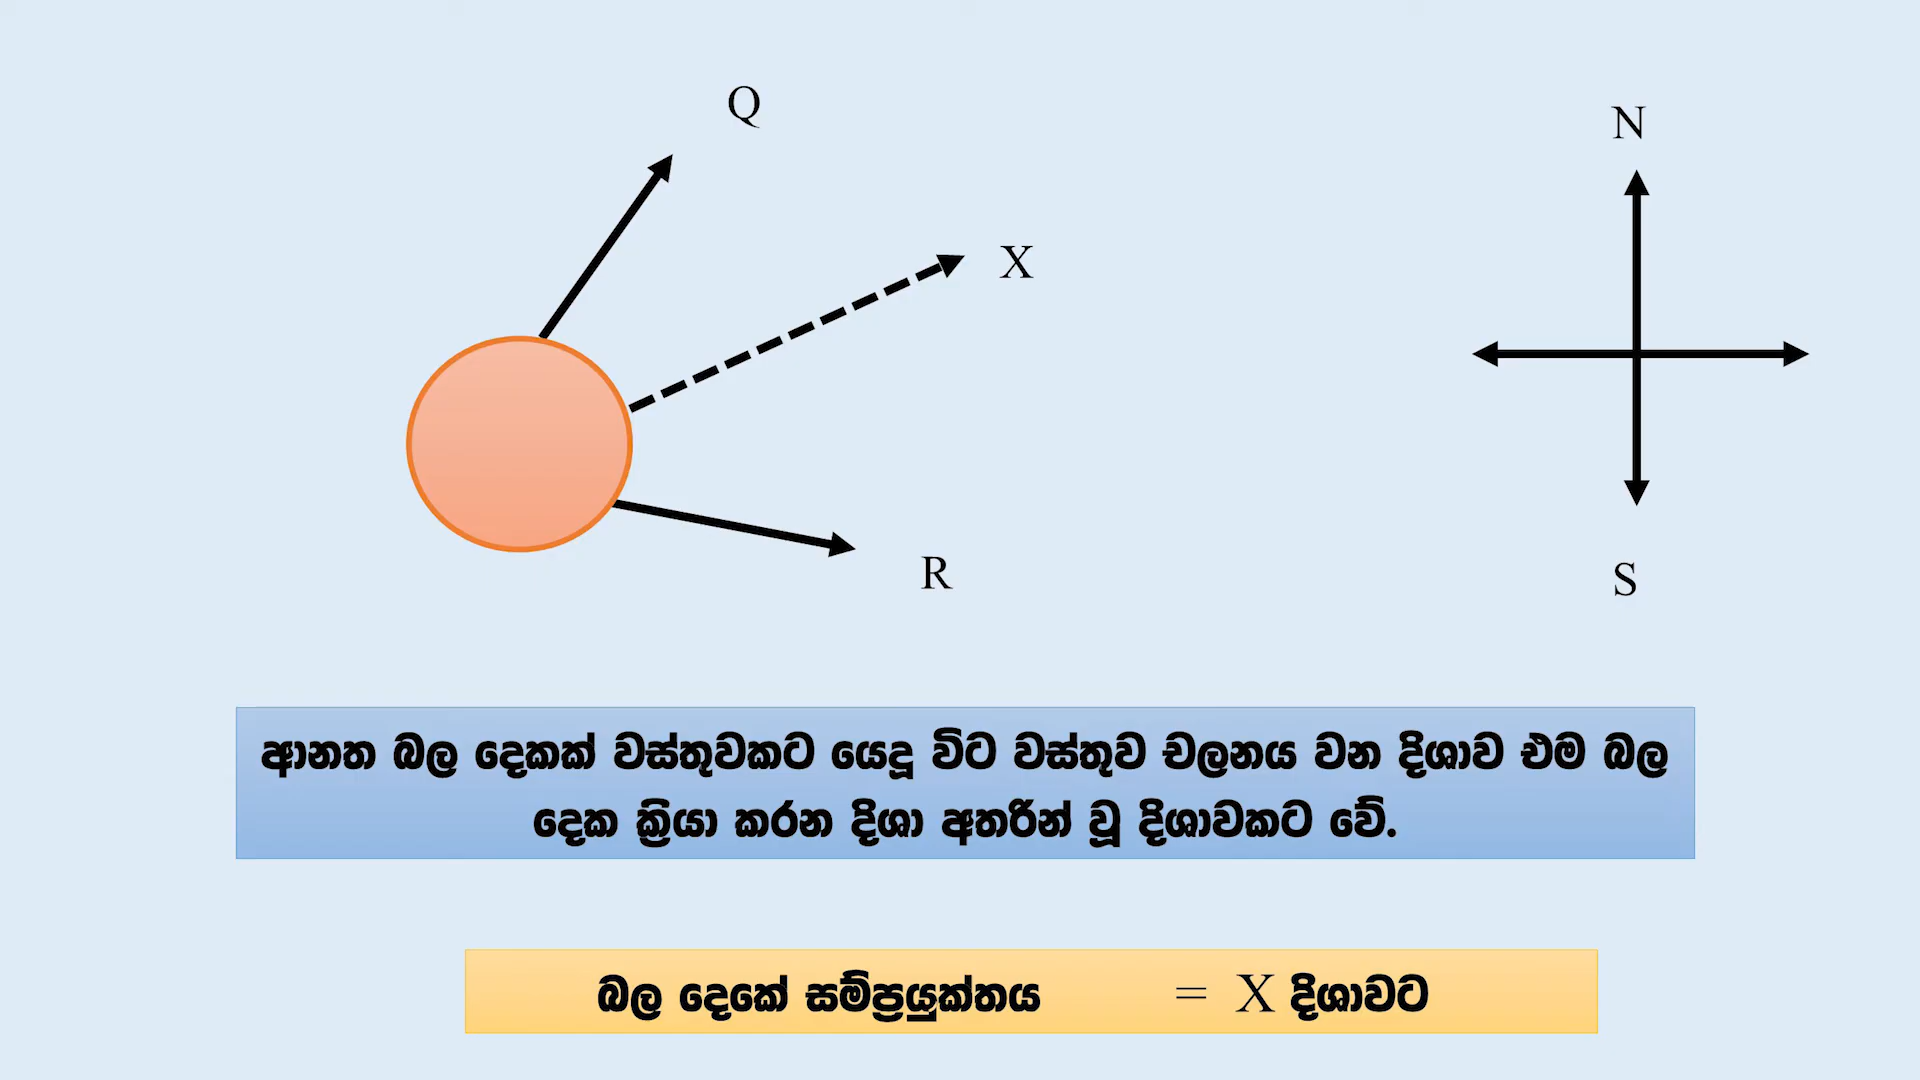 Q
N
X
R
S
ආනත බල දෙකක් වස්තුවකට යෙදූ විට වස්තුව චලනය වන දිශාව එම බල
දෙක ක්‍රියා කරන දිශා අතරින් වූ දිශාවකට වේ.
බල දෙකේ සම්ප්‍රයුක්තය = X දිශාවට